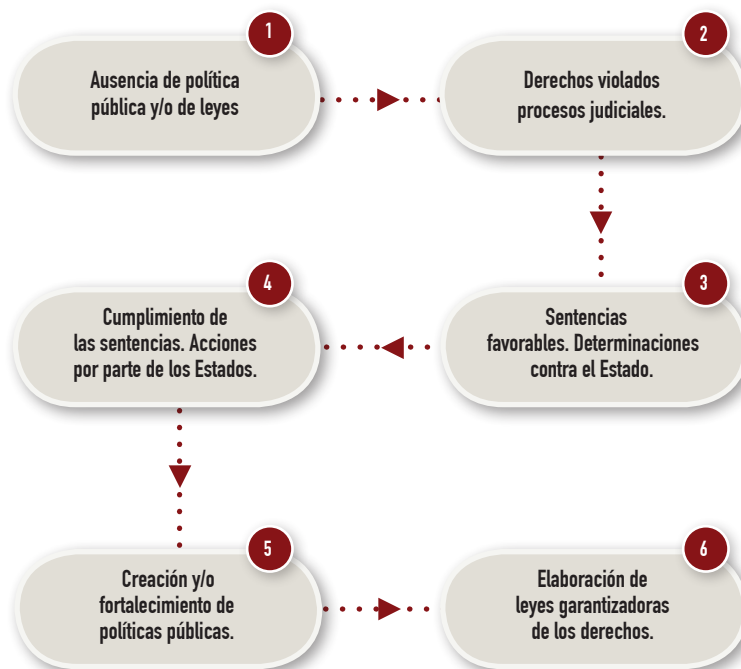 1
Ausencia de política
pública y/o de leyes
2
Derechos violados
procesos judiciales.
3
Sentencias
favorables. Determinaciones
contra el Estado.
4
Cumplimiento de
las sentencias. Acciones
por parte de los Estados.
5
Creación y/o
fortalecimiento de
políticas públicas.
6
Elaboración de
leyes garantizadoras
de los derechos.